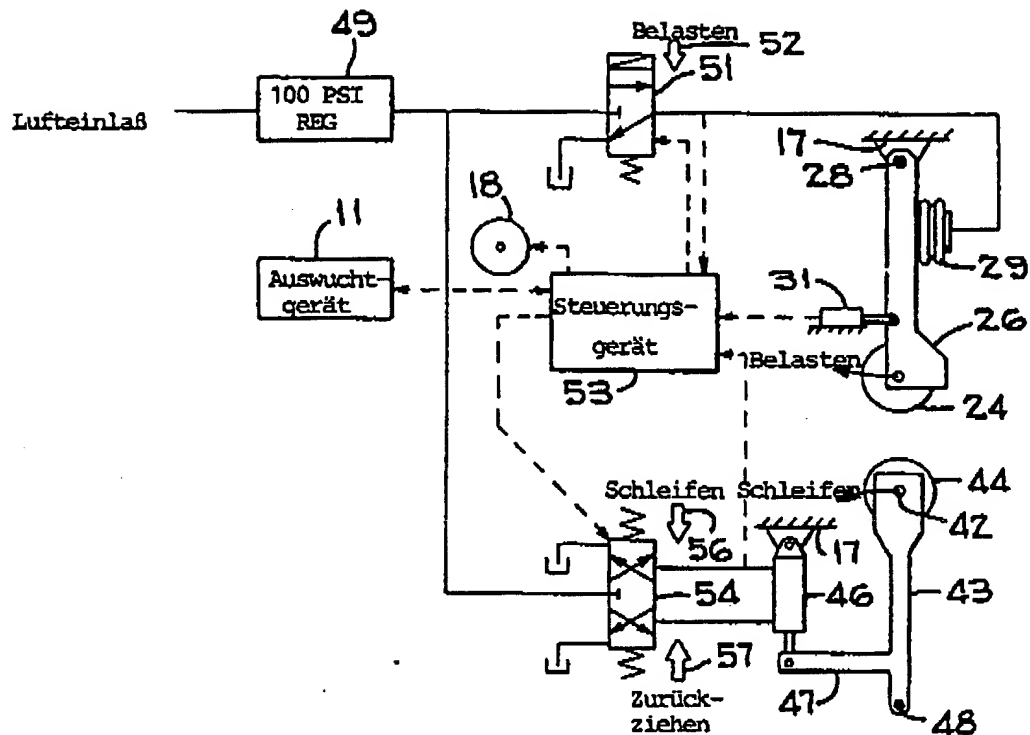 49
Belasten
52
51
100 PSI
REG
Lufteinlaß
17
28
18
29
11
Auswucht-
gerät
31
26
Steuerungs-
gerät
Belasten
53
24
Schleifen
Schleifen
44
42
56
17
54
46
43
57
47
48
Zurück-
ziehen